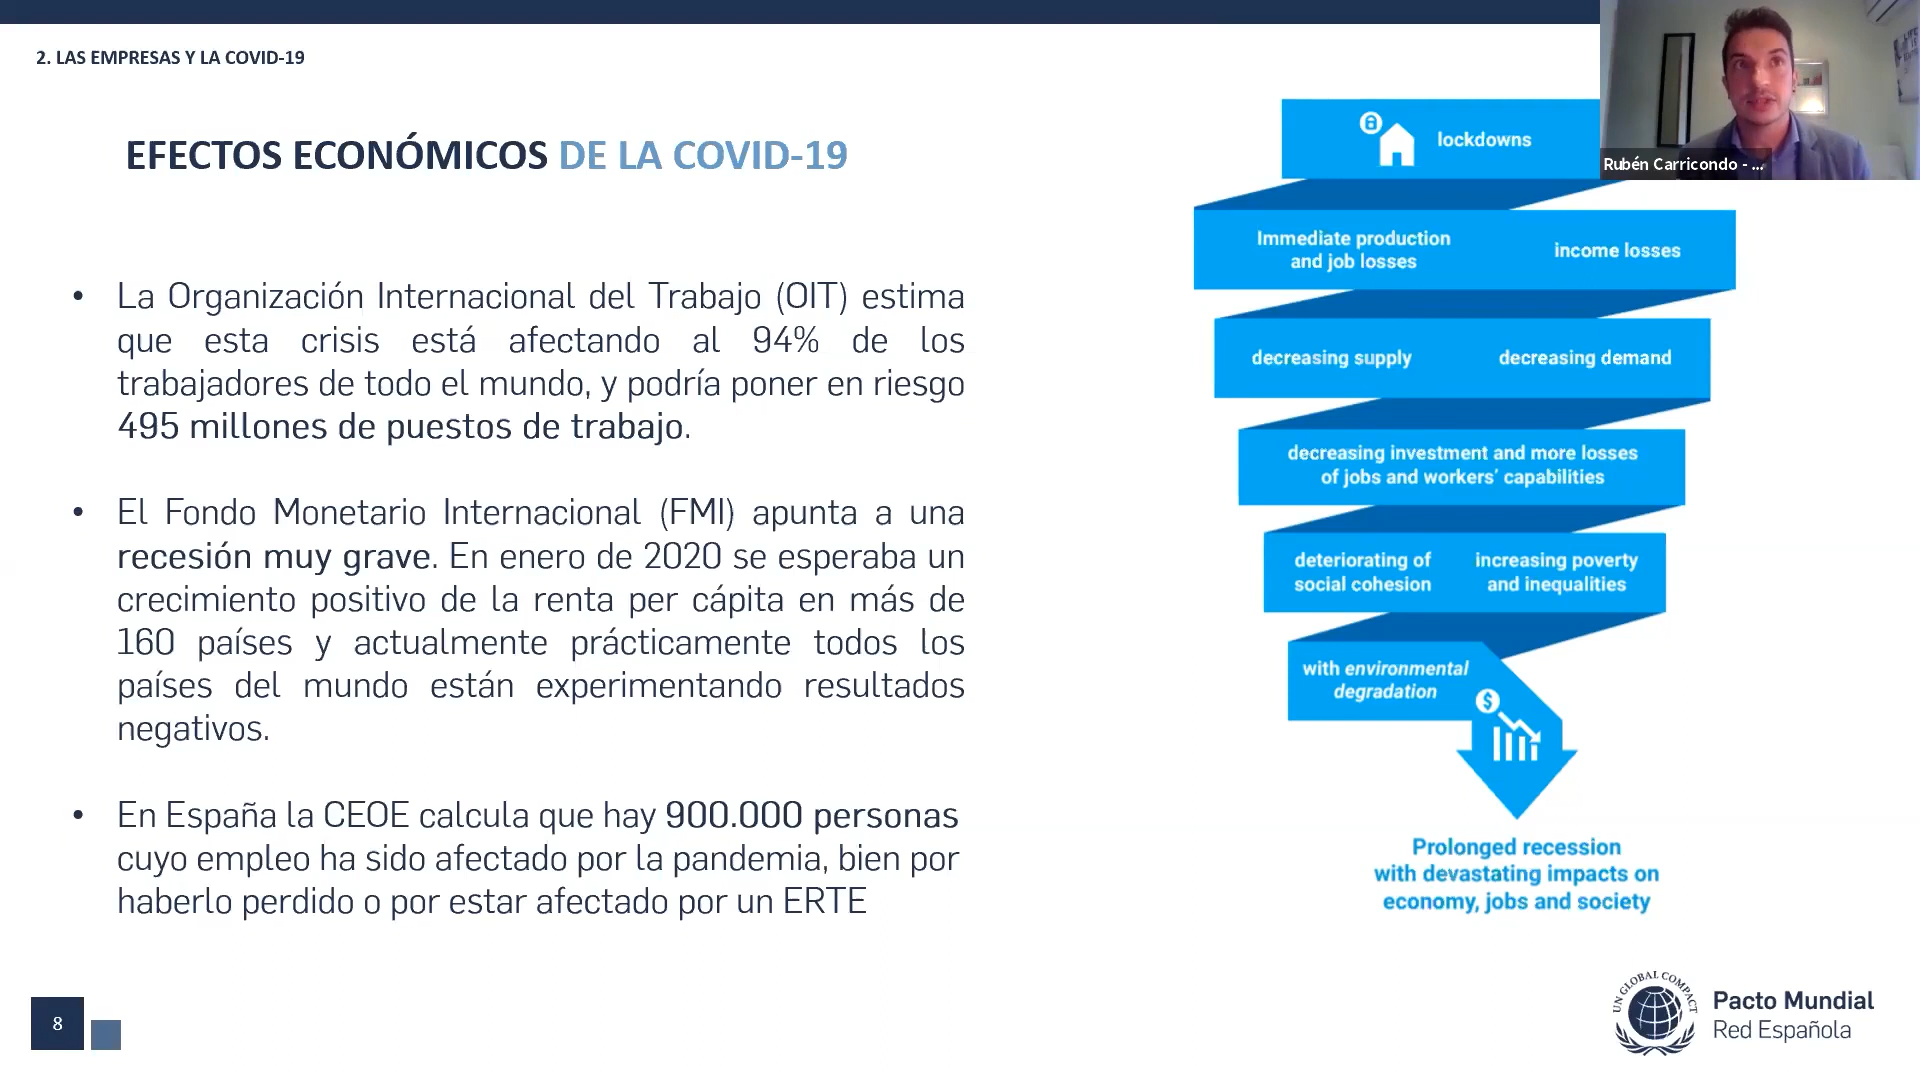 2. LAS EMPRESAS Y LA COVID-19
EFECTOS ECONÓMICOS DE LA COVID-19
• La Organización Internacional del Trabajo (OIT) estima
que esta crisis está afectando al 94% de los
trabajadores de todo el mundo, y podría poner en riesgo
495 millones de puestos de trabajo.
• El Fondo Monetario Internacional (FMI) apunta a una
recesión muy grave. En enero de 2020 se esperaba un
crecimiento positivo de la renta per cápita en más de
160 países y actualmente prácticamente todos los
países del mundo están experimentando resultados
negativos.
• En España la CEOE calcula que hay 900.000 personas
cuyo empleo ha sido afectado por la pandemia, bien por
haberlo perdido o por estar afectado por un ERTE
lockdowns
Immediate production
and job losses
income losses
decreasing supply
decreasing demand
decreasing investment and more losses
of jobs and workers' capabilities
deteriorating of
social cohesion
increasing poverty
and inequalities
with environmental
degradation
$
Prolonged recession
with devastating impacts on
economy, jobs and society
Rubén Carricondo - ...
8
UN GLOBAL COMPACT
Pacto Mundial
Red Española